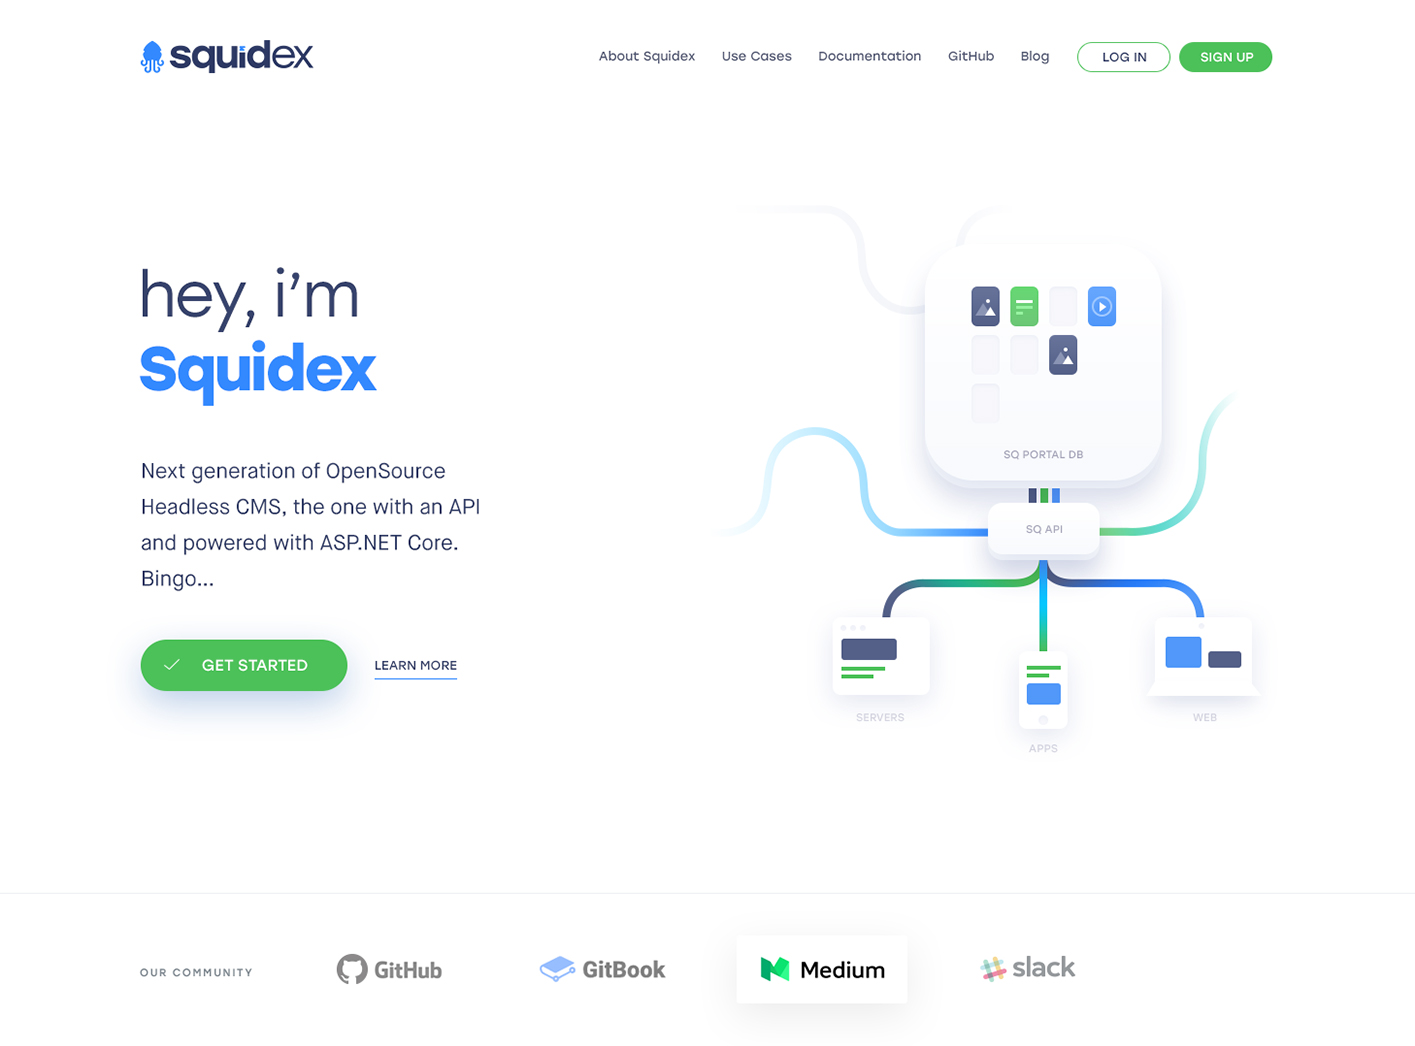 squidex
About Squidex
Use Cases
Documentation
GitHub
Blog
LOG IN
SIGN UP
hey, i’m
Squidex
Next generation of OpenSource
Headless CMS, the one with an API
and powered with ASP.NET Core.
Bingo...
GET STARTED
LEARN MORE
SQ PORTAL DB
SQ API
SERVERS
APPS
WEB
OUR COMMUNITY
GitHub
GitBook
Medium
slack